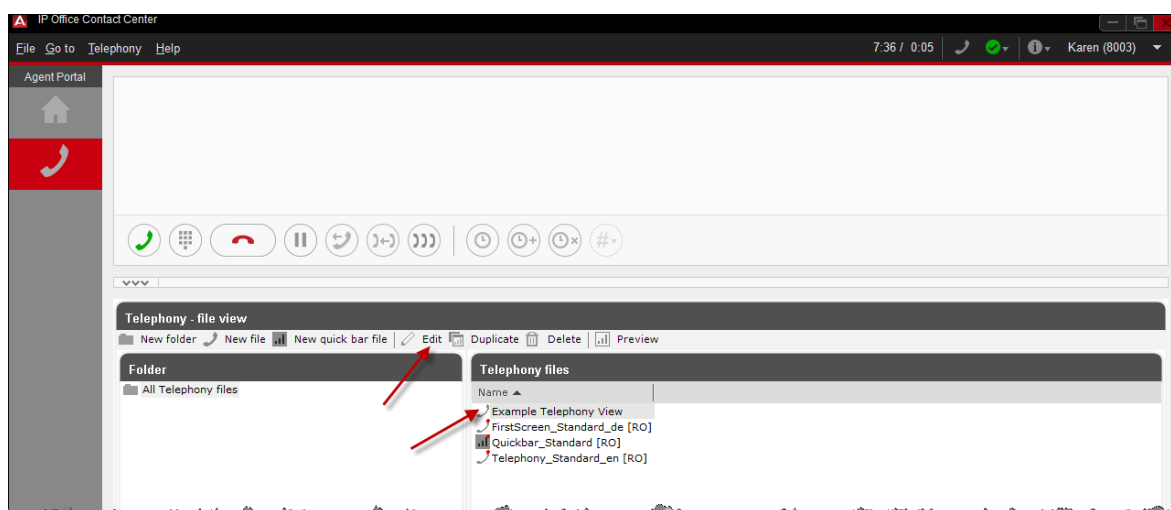 IP Office Contact Center
File Go to Telephony Help 7:36 / 0:05 Karen (8003)
Agent Portal
Telephony - file view
New folder New file New quick bar file Edit Duplicate Delete Preview
Folder Telephony files
All Telephony files Name
Example Telephony View
FirstScreen_Standard_de [RO]
Quickbar_Standard [RO]
Telephony_Standard_en [RO]